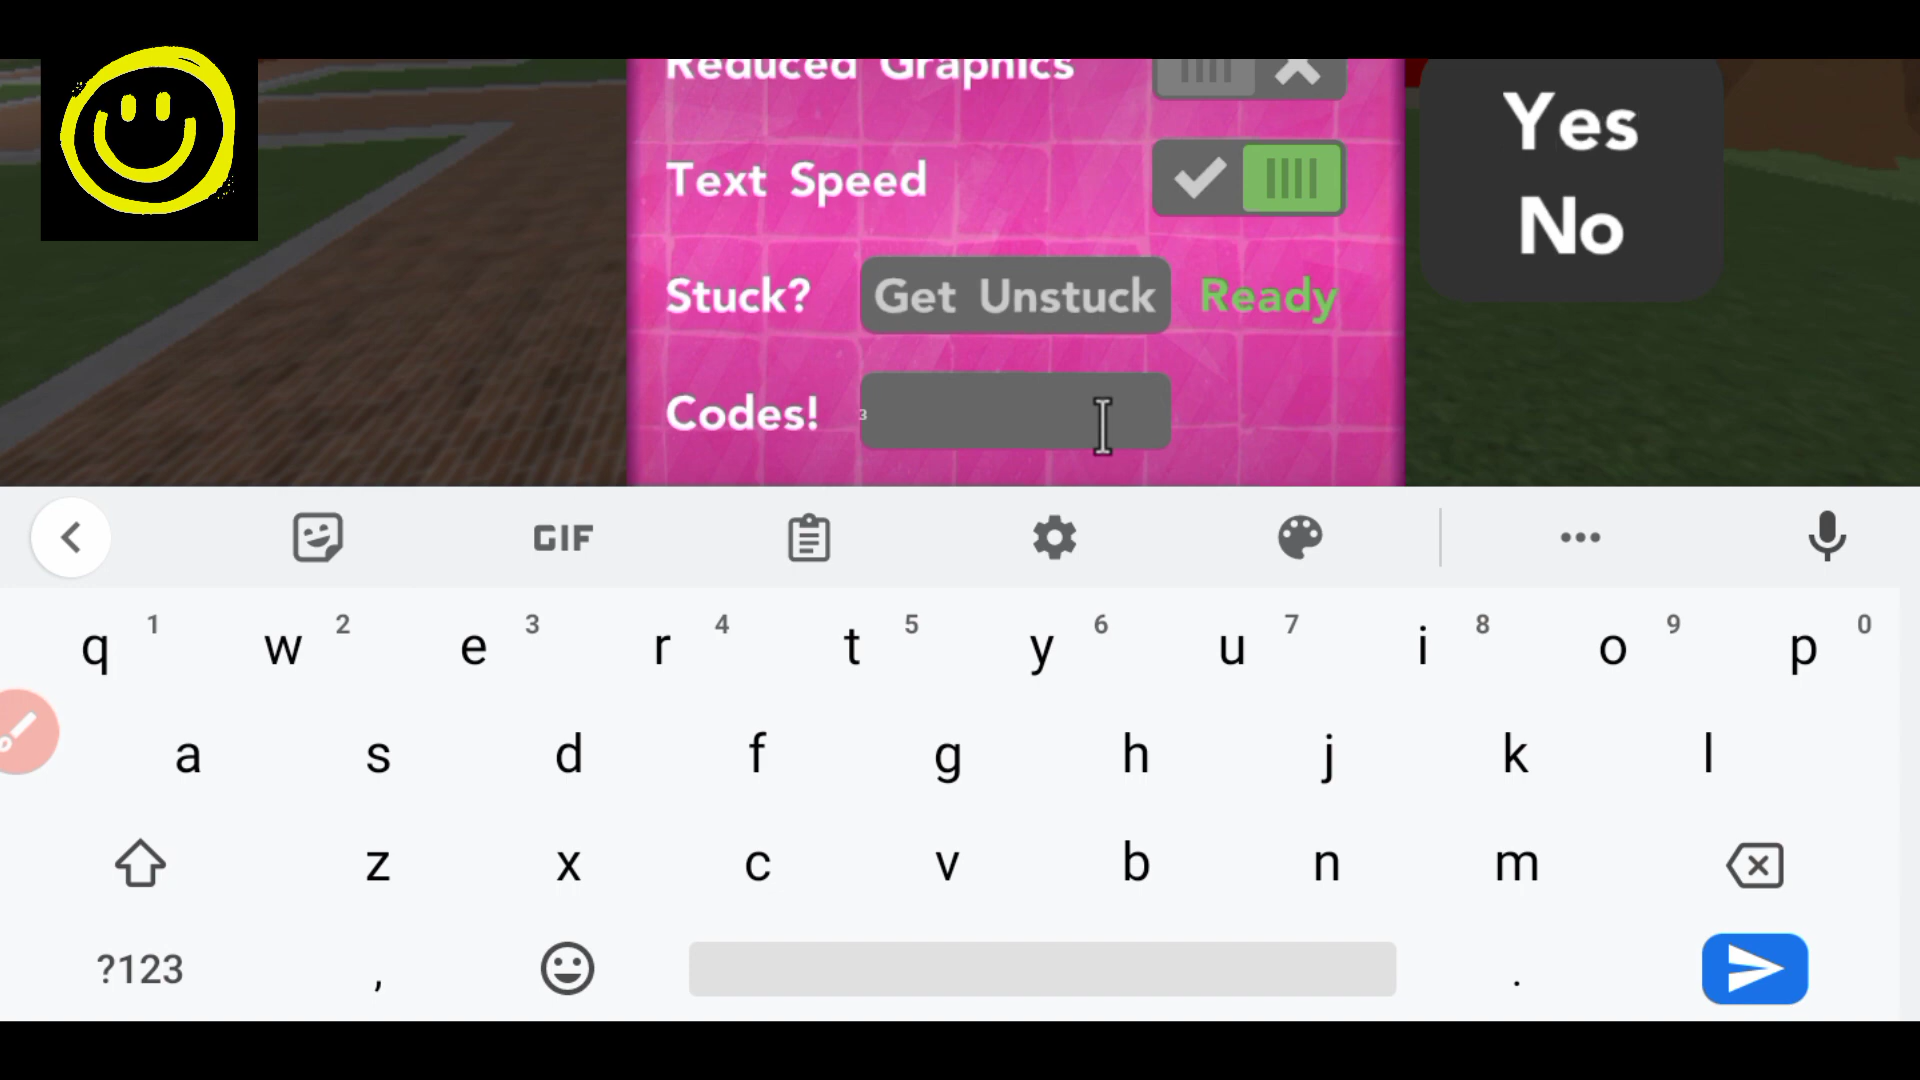 Reduced Graphics
Text Speed
Stuck? Get Unstuck Ready
Codes! 3
Yes
No
GIF
q 1 w 2 e 3 r 4 t 5 y 6 u 7 i 8 o 9 p 0
a s d f g h j k l
z x c v b n m
?123 , .